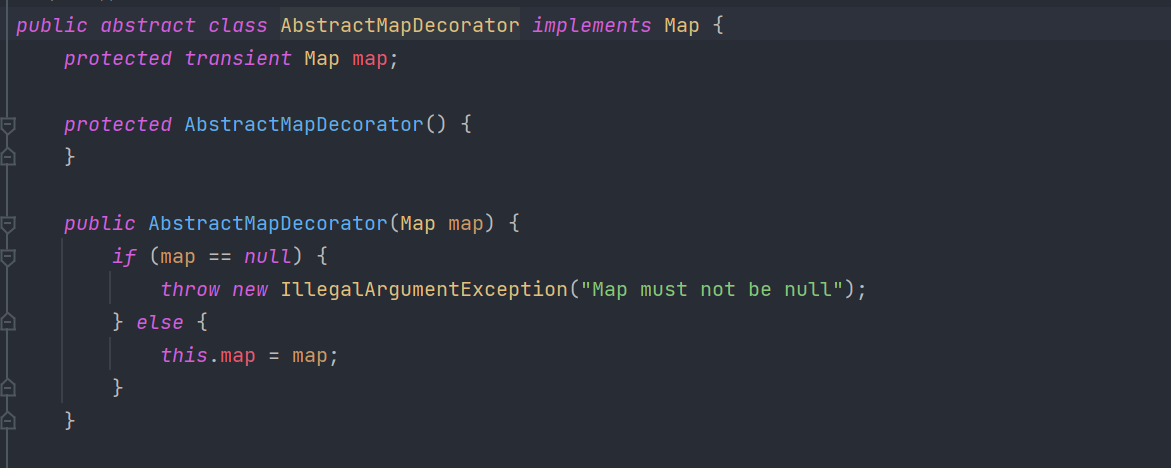 public abstract class AbstractMapDecorator implements Map {
    protected transient Map map;

    protected AbstractMapDecorator() {
    }

    public AbstractMapDecorator(Map map) {
        if (map == null) {
            throw new IllegalArgumentException("Map must not be null");
        } else {
            this.map = map;
        }
    }